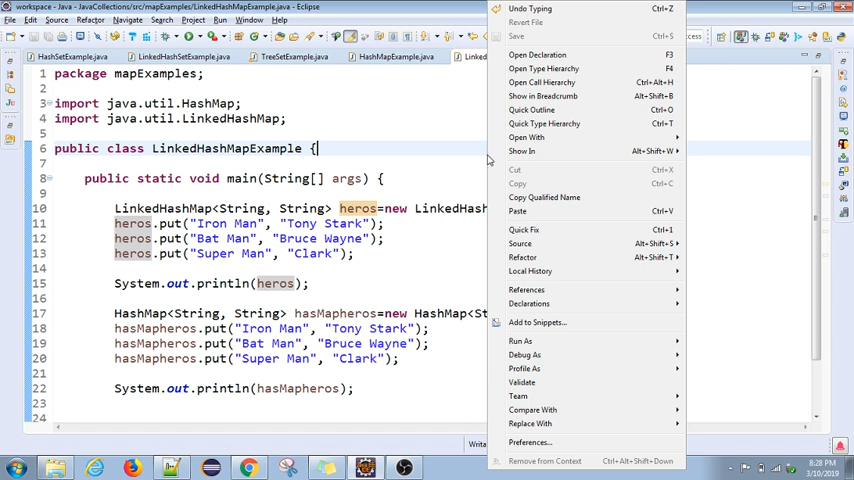 workspace - Java - JavaCollections/src/mapExamples/LinkedHashMapExample.java - Eclipse
File Edit Source Refactor Navigate Search Project Run Window Help
HashSetExample.java
LinkedHashSetExample.java
TreeSetExample.java
HashMapExample.java
Linked
1 package mapExamples;
2
3 import java.util.HashMap;
4 import java.util.LinkedHashMap;
5
6 public class LinkedHashMapExample {
7
8 public static void main(String[] args) {
9
10 LinkedHashMap<String, String> heros=new LinkedHash
11 heros.put("Iron Man", "Tony Stark");
12 heros.put("Bat Man", "Bruce Wayne");
13 heros.put("Super Man", "Clark");
14
15 System.out.println(heros);
16
17 HashMap<String, String> hasMapheros=new HashMap<St
18 hasMapheros.put("Iron Man", "Tony Stark");
19 hasMapheros.put("Bat Man", "Bruce Wayne");
20 hasMapheros.put("Super Man", "Clark");
21
22 System.out.println(hasMapheros);
23
24
Undo Typing Ctrl+Z
Revert File
Save Ctrl+S
Open Declaration F3
Open Type Hierarchy F4
Open Call Hierarchy Ctrl+Alt+H
Show in Breadcrumb Alt+Shift+B
Quick Outline Ctrl+O
Quick Type Hierarchy Ctrl+T
Open With
Show In Alt+Shift+W
Cut Ctrl+X
Copy Ctrl+C
Copy Qualified Name
Paste Ctrl+V
Quick Fix Ctrl+1
Source Alt+Shift+S
Refactor Alt+Shift+T
Local History
References
Declarations
Add to Snippets...
Run As
Debug As
Profile As
Validate
Team
Compare With
Replace With
Preferences...
Remove from Context Ctrl+Alt+Shift+Down
ccess
Writa
8:28 PM
3/10/2019